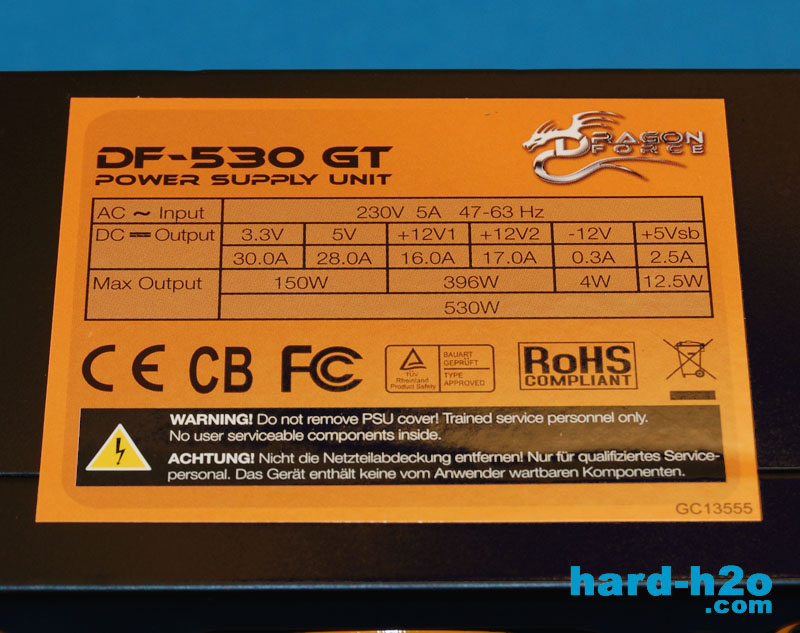 DF-530 GT
POWER SUPPLY UNIT
DRAGON
FORCE
AC ~ Input 230V 5A 47-63 Hz
DC ⎓ Output 3.3V 5V +12V1 +12V2 -12V +5Vsb
30.0A 28.0A 16.0A 17.0A 0.3A 2.5A
Max Output 150W 396W 4W 12.5W
530W
CE CB FC
TÜV
Rheinland
Product Safety
BAUART
GEPRÜFT
TYPE
APPROVED
RoHS
COMPLIANT
WARNING! Do not remove PSU cover! Trained service personnel only.
No user serviceable components inside.
ACHTUNG! Nicht die Netzteilabdeckung entfernen! Nur für qualifiziertes Service-
personal. Das Gerät enthält keine vom Anwender wartbaren Komponenten.
GC13555
hard-h2o
.com